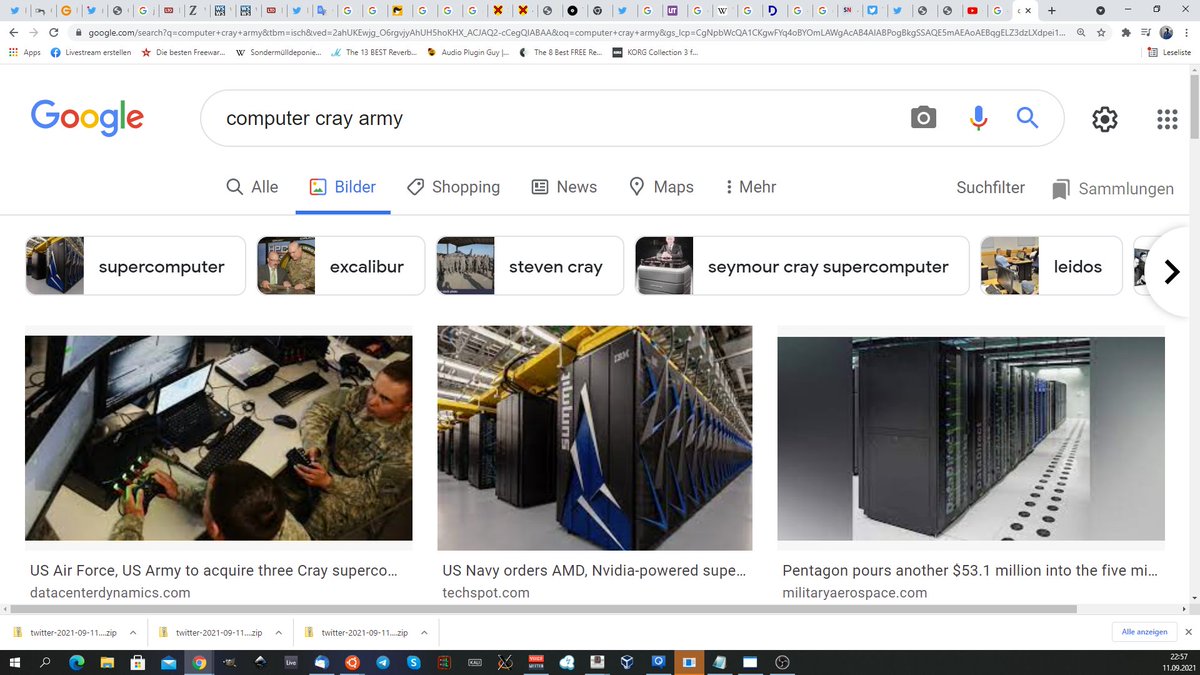 google.com/search?q=computer+cray+army&tbm=isch&ved=2ahUKEwjg_O6rgvjyAhUH5hoKHX_ACJAQ2-cCegQIABAA&oq=computer+cray+army&gs_lcp=
Apps
Livestream erstellen
Die besten Freewar...
Sondermülldeponie...
The 13 BEST Reverb...
Audio Plugin Guy |...
The 8 Best FREE Re...
KORG Collection 3 f...
Leseliste
Google
computer cray army
Alle
Bilder
Shopping
News
Maps
Mehr
Suchfilter
Sammlungen
supercomputer
excalibur
steven cray
seymour cray supercomputer
leidos
IBM
SUMMIT
US Air Force, US Army to acquire three Cray superco...
datacenterdynamics.com
US Navy orders AMD, Nvidia-powered supe...
techspot.com
Pentagon pours another $53.1 million into the five mi...
militaryaerospace.com
twitter-2021-09-11....zip
twitter-2021-09-11....zip
twitter-2021-09-11....zip
Alle anzeigen
Live
22:57
11.09.2021